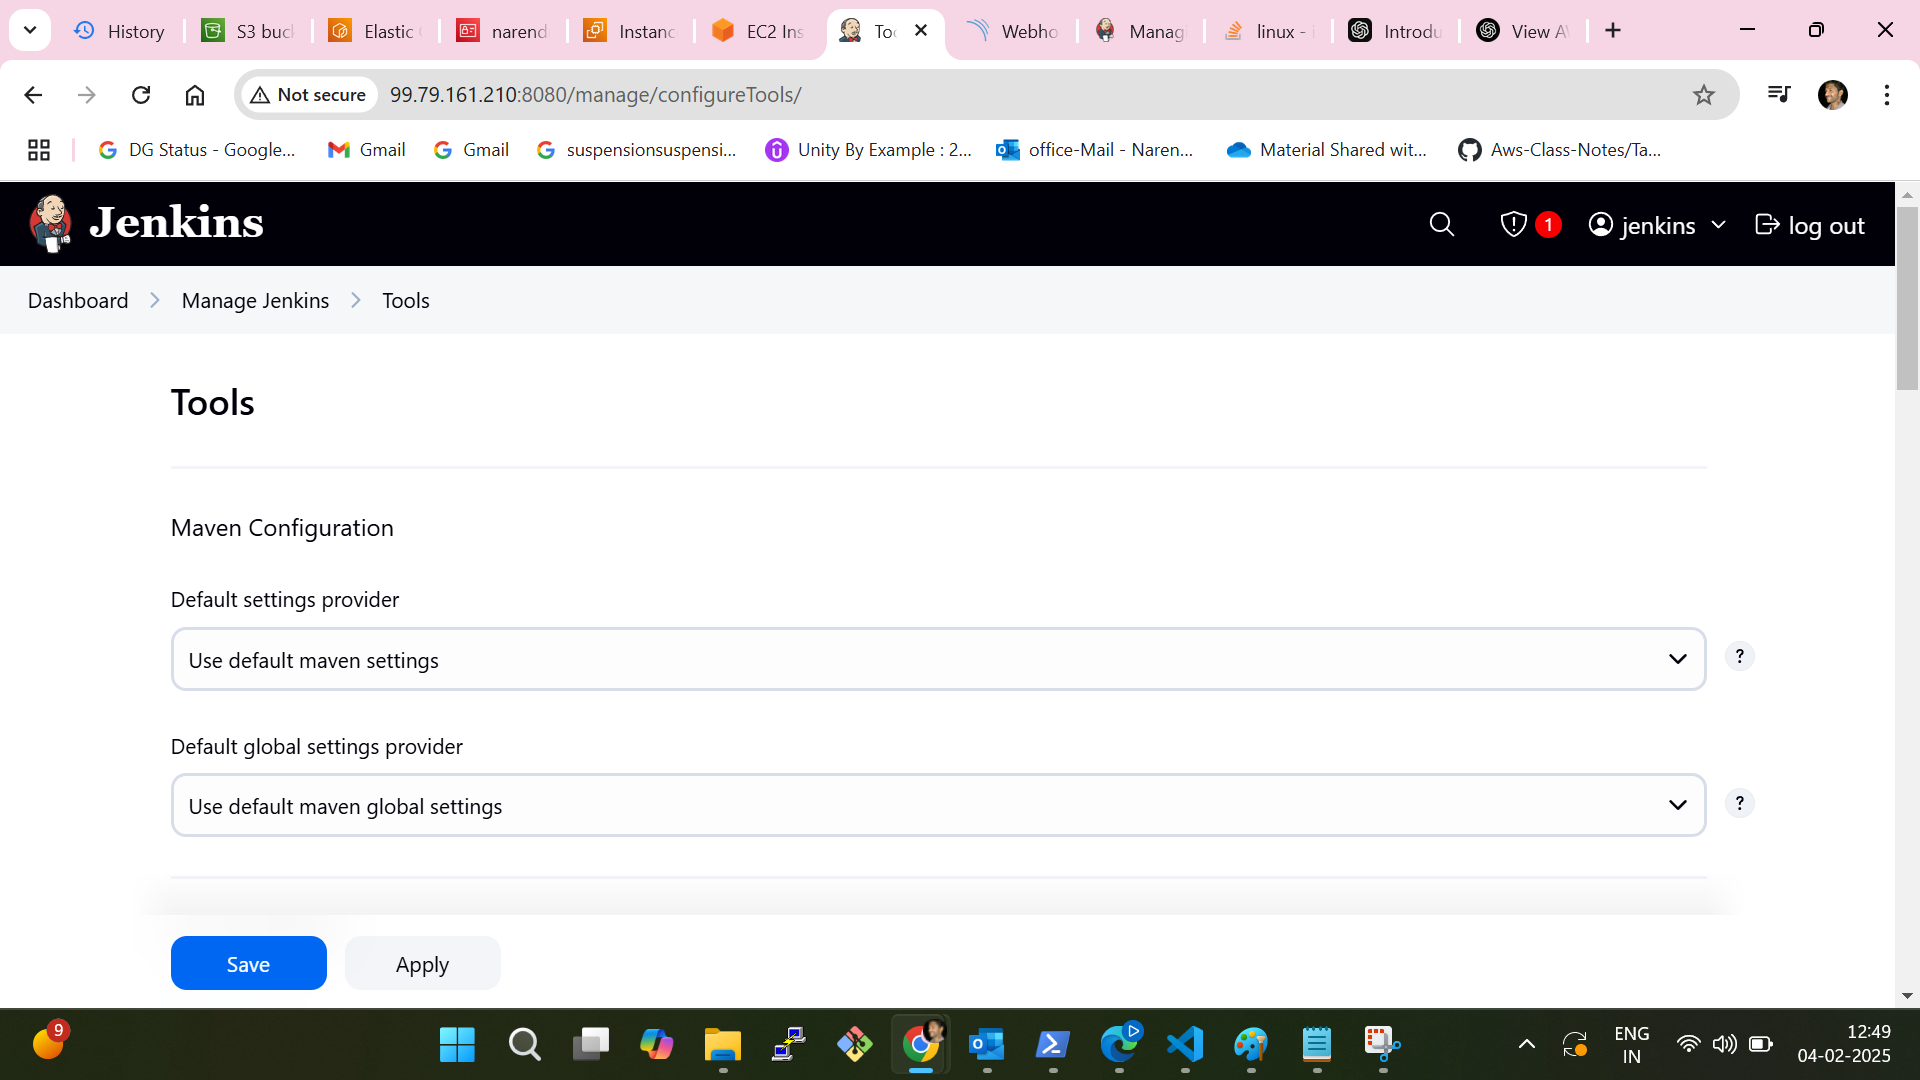 History
S3 buc
Elastic
narend
Instanc
EC2 Ins
Too
Webho
Manag
linux - i
Introdu
View A
Not secure
99.79.161.210:8080/manage/configureTools/
DG Status - Google...
Gmail
Gmail
suspensionsuspensi...
Unity By Example : 2...
office-Mail - Naren...
Material Shared wit...
Aws-Class-Notes/Ta...
Jenkins
1
jenkins
log out
Dashboard
Manage Jenkins
Tools
Tools
Maven Configuration
Default settings provider
Use default maven settings
?
Default global settings provider
Use default maven global settings
?
Save
Apply
9
ENG
IN
12:49
04-02-2025